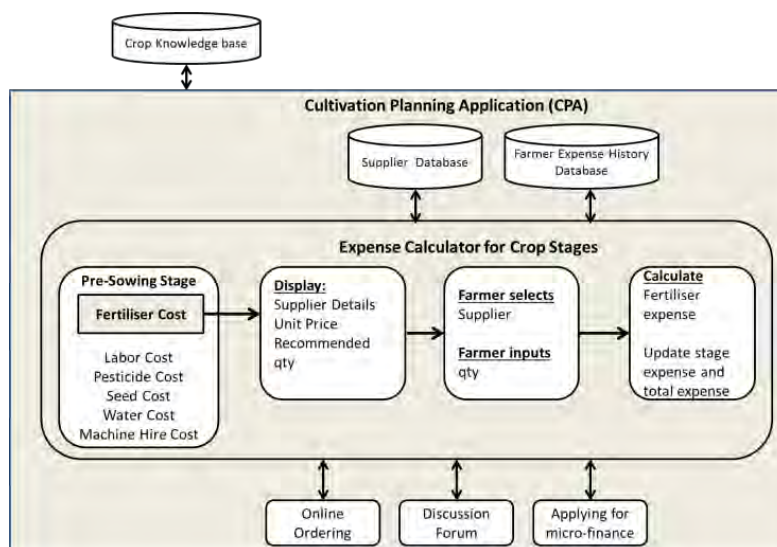 Crop Knowledge base
Cultivation Planning Application (CPA)
Supplier Database
Farmer Expense History
Database
Expense Calculator for Crop Stages
Pre-Sowing Stage
Fertiliser Cost
Labor Cost
Pesticide Cost
Seed Cost
Water Cost
Machine Hire Cost
Display:
Supplier Details
Unit Price
Recommended
qty
Farmer selects
Supplier
Farmer inputs
qty
Calculate
Fertiliser
expense
Update stage
expense and
total expense
Online
Ordering
Discussion
Forum
Applying for
micro-finance